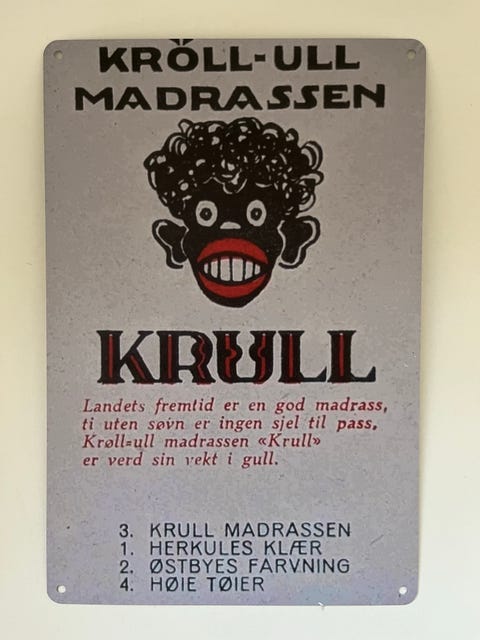 KRÖLL-ULL
MADRASSEN
KRULL
Landets fremtid er en god madrass,
ti uten søvn er ingen sjel til pass.
Krøll=ull madrassen «Krull»
er verd sin vekt i gull.
3. KRULL MADRASSEN
1. HERKULES KLÆR
2. ØSTBYES FARVNING
4. HØIE TØIER